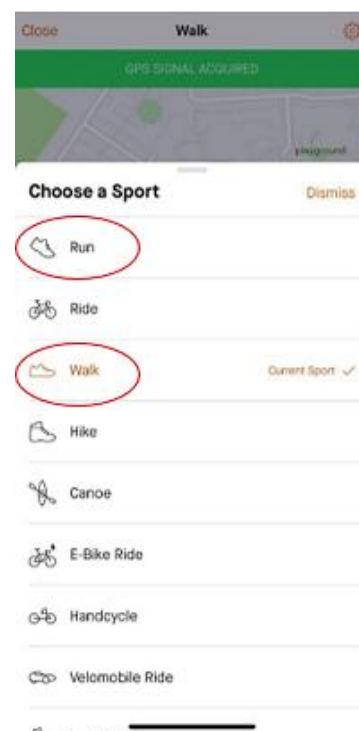 Close Walk
GPS SIGNAL ACQUIRED
playground
Choose a Sport Dismiss
Run
Ride
Walk Current Sport
Hike
Canoe
E-Bike Ride
Handcycle
Velomobile Ride